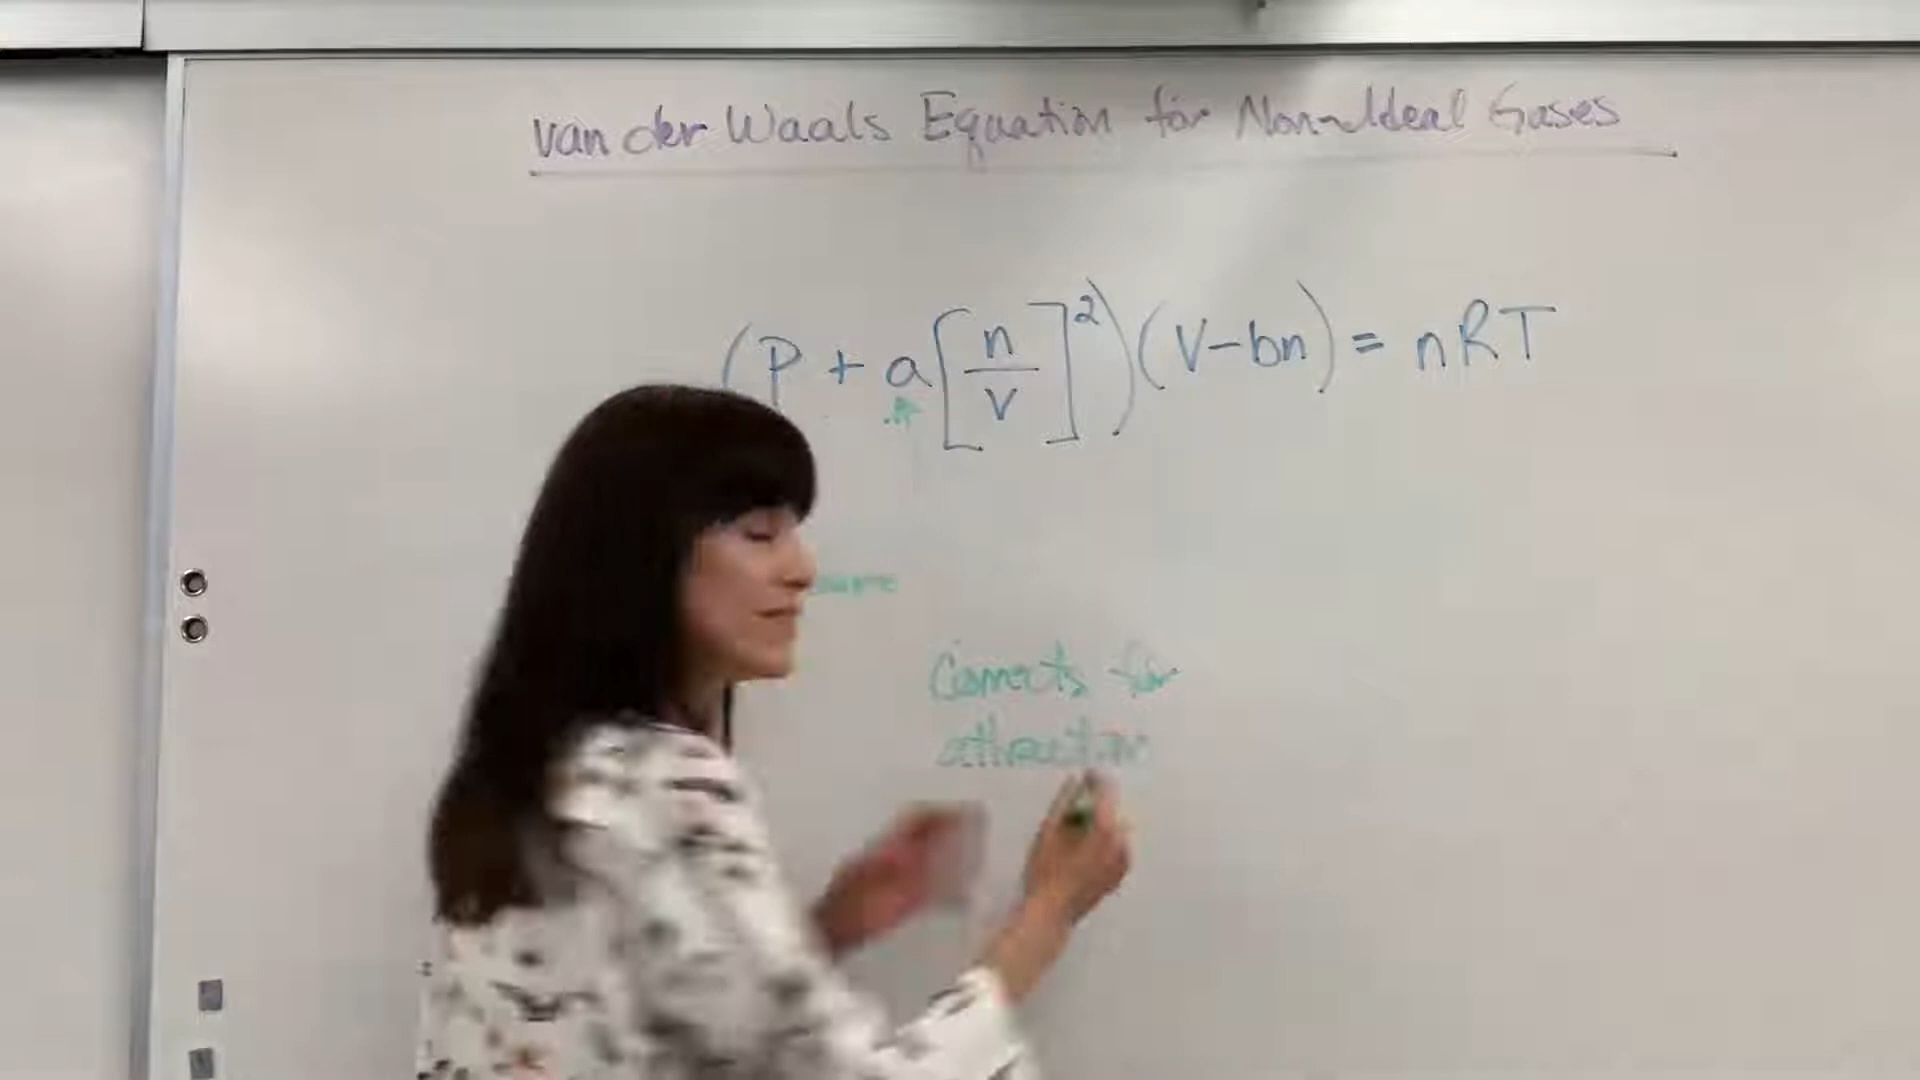 van der Waals Equation for Non-Ideal Gases
(P + a[n/v]²)(V-bn) = nRT
Corrects for
attraction